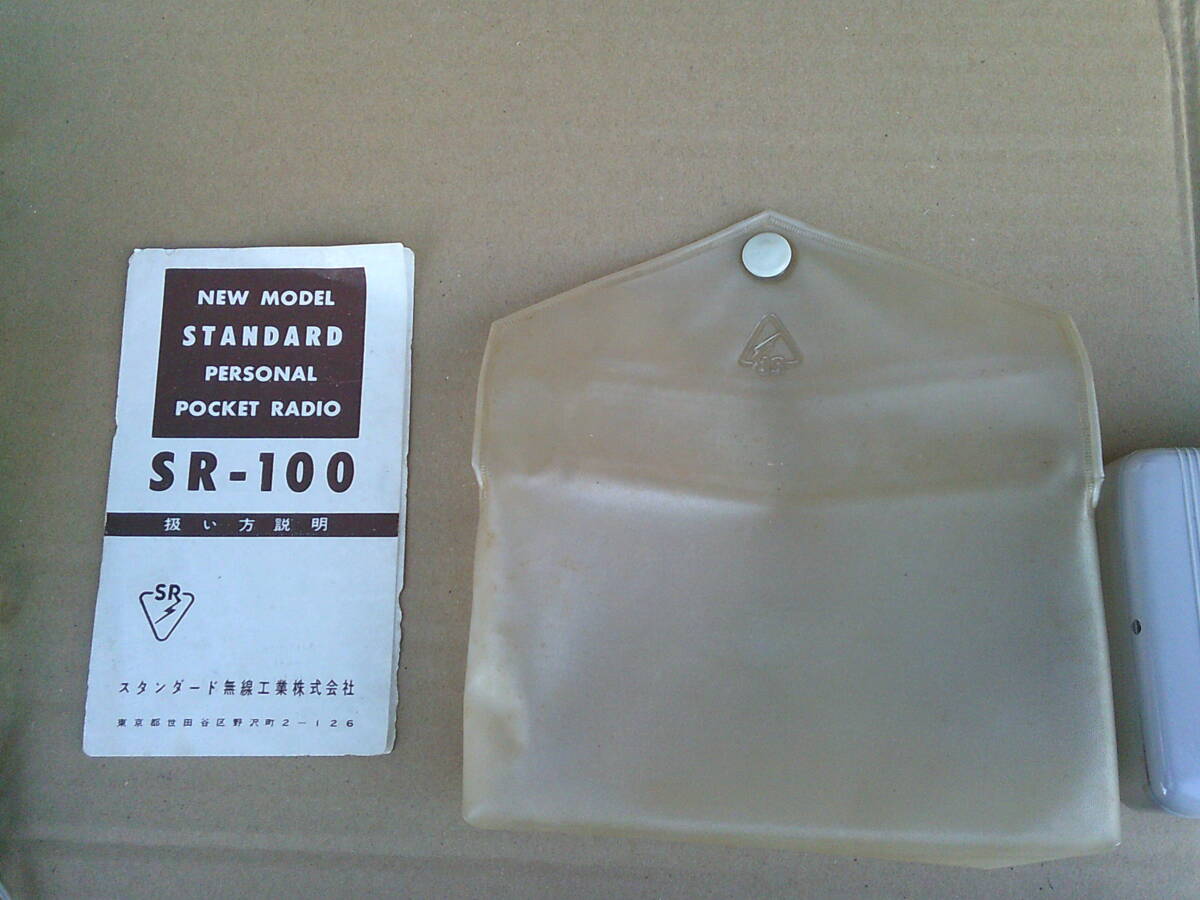 NEW MODEL
STANDARD
PERSONAL
POCKET RADIO
SR-100
扱い方説明
SR
スタンダード無線工業株式会社
東京都世田谷区野沢町2-126
SR